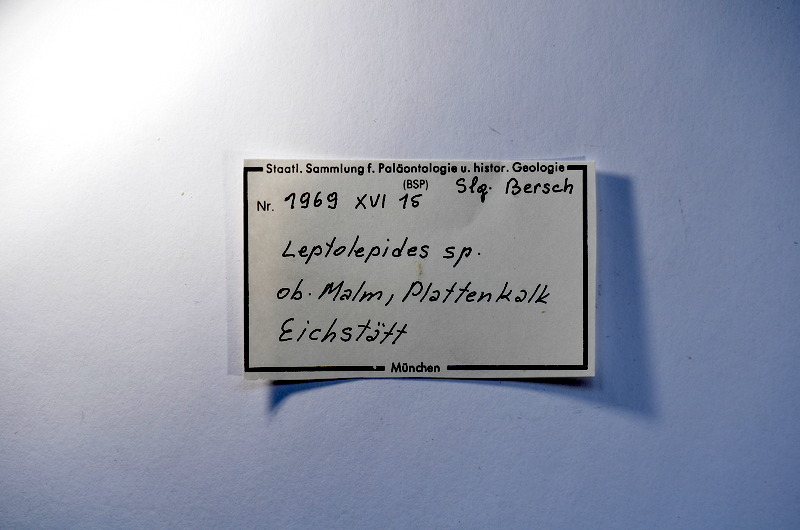 Staatl. Sammlung f. Paläontologie u. histor. Geologie
(BSP) Slg. Bersch
Nr. 1969 XVI 15
Leptolepides sp.
ob. Malm, Plattenkalk
Eichstätt
München